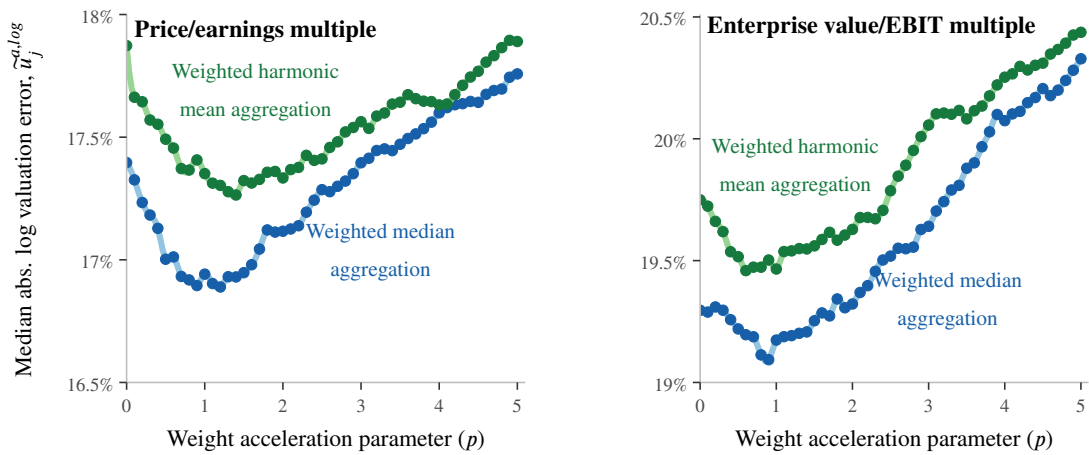 Price/earnings multiple
Enterprise value/EBIT multiple
Median abs. log valuation error, ũ_j^{a,log}
18%
17.5%
17%
16.5%
Weighted harmonic
mean aggregation
Weighted median
aggregation
0 1 2 3 4 5
Weight acceleration parameter (p)
20.5%
20%
19.5%
19%
Weighted harmonic
mean aggregation
Weighted median
aggregation
0 1 2 3 4 5
Weight acceleration parameter (p)